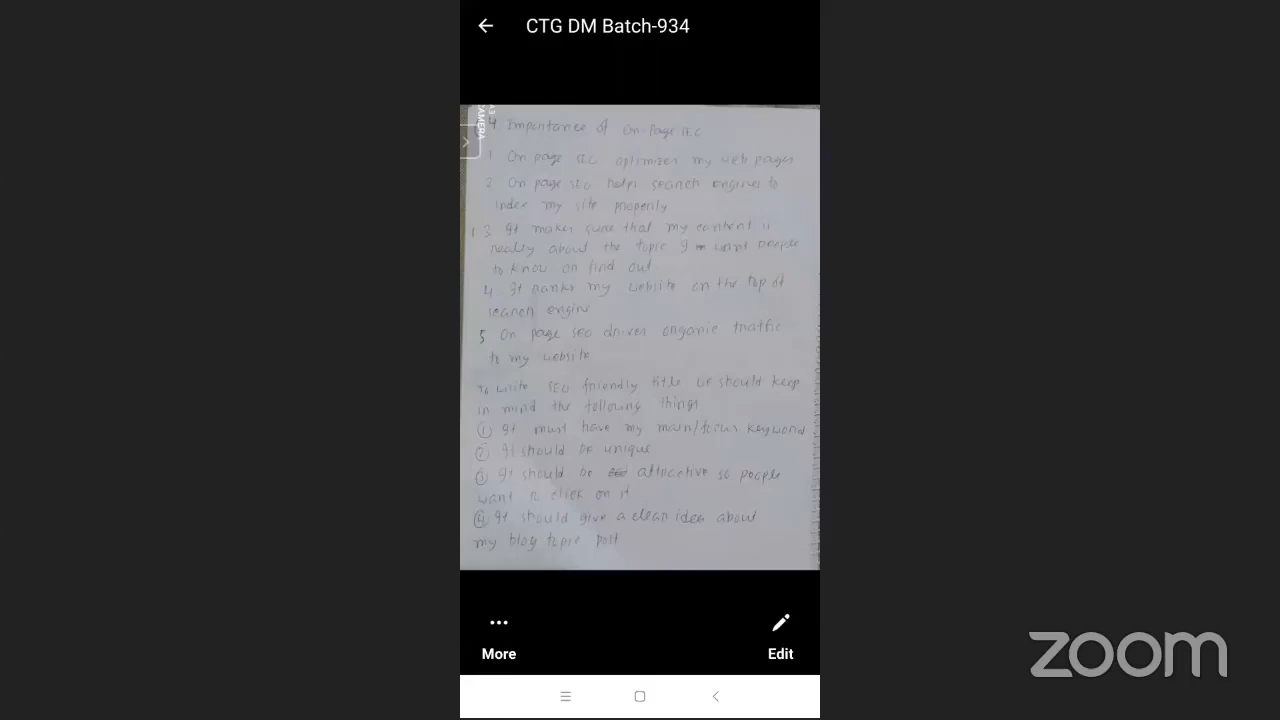 CTG DM Batch-934
CAMERA
4. Importance of On-Page SEO
1 On page SEO optimizes my web pages
2. On page SEO helps search engines to
index my site properly
3. It makes sure that my content is
really about the topic I want people
to know or find out
4 It ranks my website on the top of
search engine
5 On page SEO drives organic traffic
to my website
To write SEO friendly title we should keep
in mind the following things
① It must have my main/focus keyword
② It should be unique
③ It should be attractive so people
want to click on it
④ It should give a clear idea about
my blog topic post
More
Edit
zoom